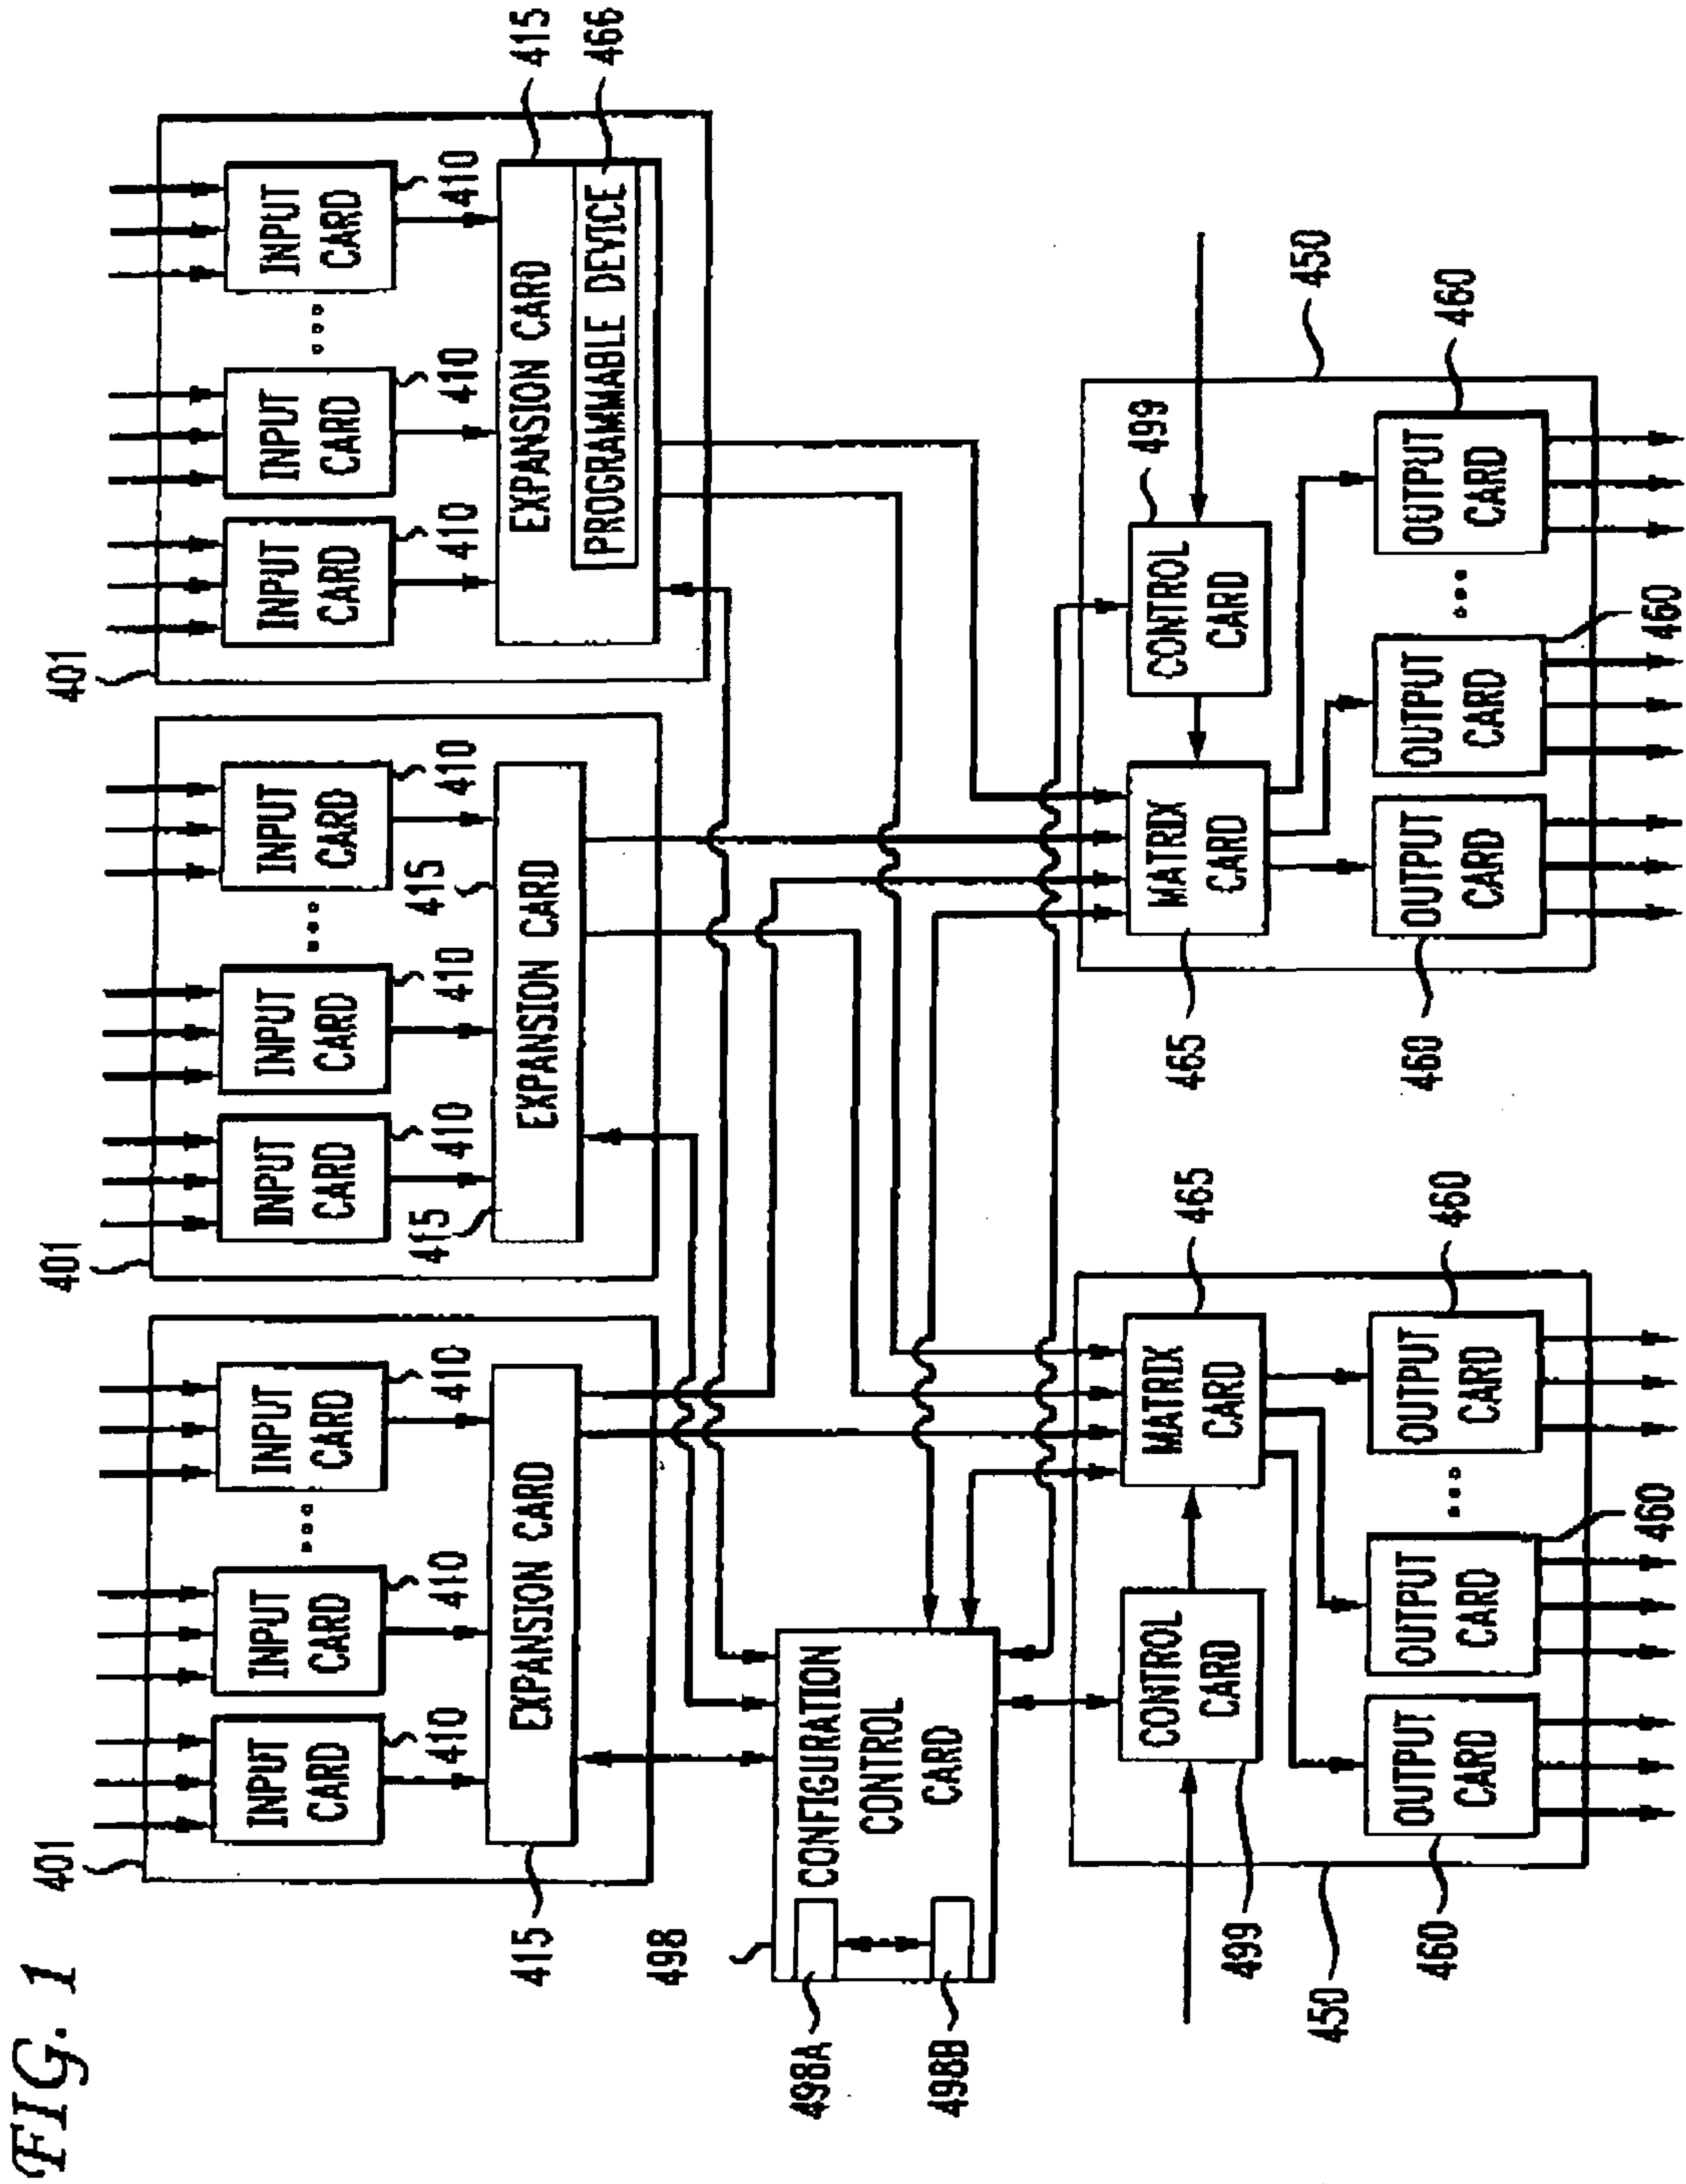 FIG. 1
401
401
401
INPUT
CARD
INPUT
CARD
INPUT
CARD
INPUT
CARD
INPUT
CARD
INPUT
CARD
INPUT
CARD
INPUT
CARD
INPUT
CARD
410
410
410
415
410
410
415
410
410
410
410
415
EXPANSION CARD
EXPANSION CARD
EXPANSION CARD
415
PROGRAMMABLE DEVICE
466
498
498A
CONFIGURATION
CONTROL
CARD
498B
CONTROL
CARD
MATRIX
CARD
465
465
MATRIX
CARD
CONTROL
CARD
499
499
450
450
460
OUTPUT
CARD
OUTPUT
CARD
OUTPUT
CARD
460
460
OUTPUT
CARD
OUTPUT
CARD
OUTPUT
CARD
460
460
460